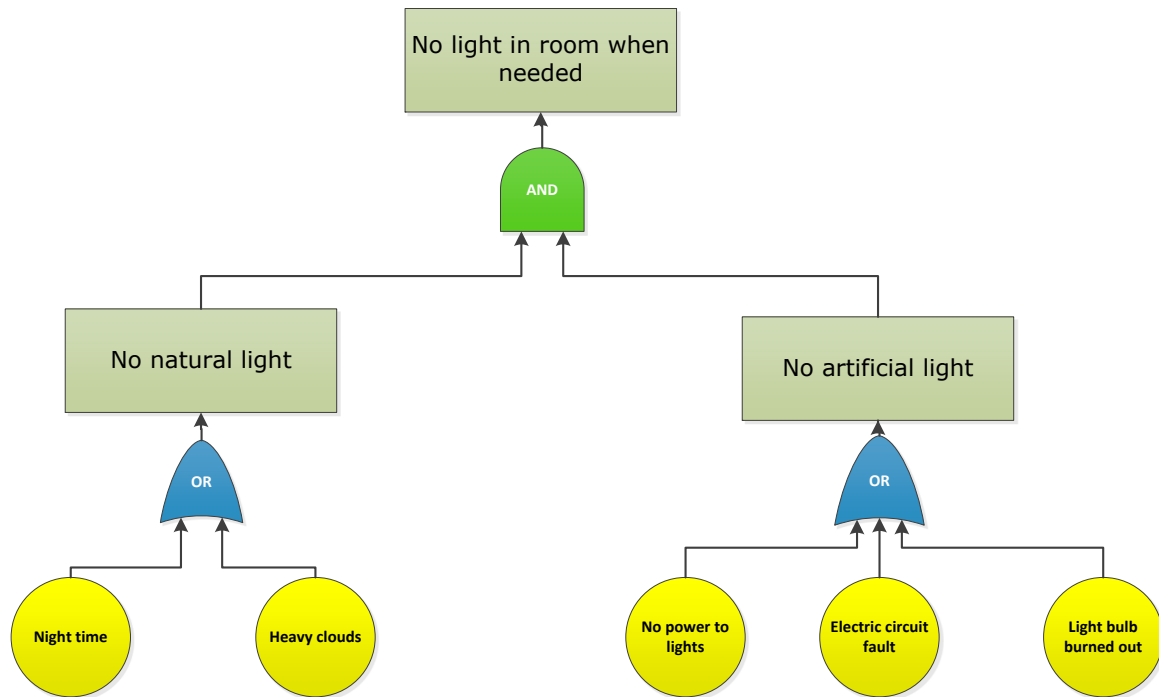 No light in room when
needed
AND
No natural light
No artificial light
OR
OR
Night time
Heavy clouds
No power to
lights
Electric circuit
fault
Light bulb
burned out